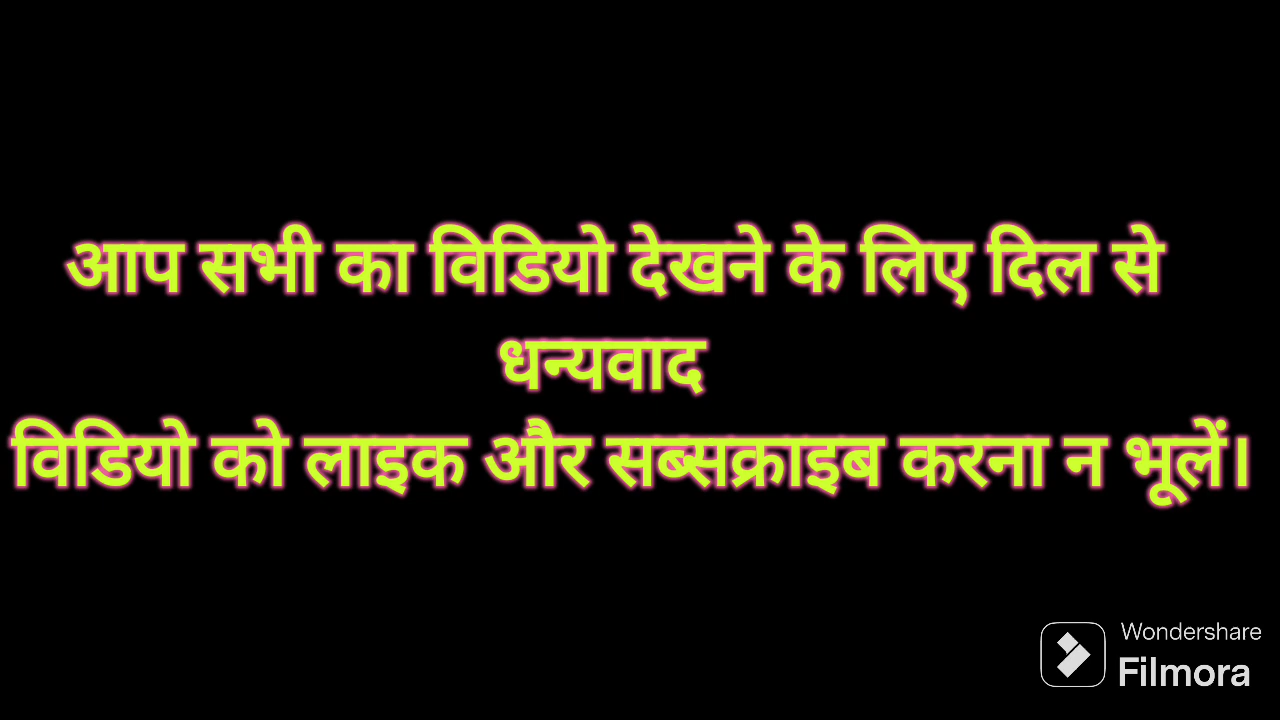 आप सभी का विडियो देखने के लिए दिल से
धन्यवाद
विडियो को लाइक और सब्सक्राइब करना न भूलें।
Wondershare
Filmora